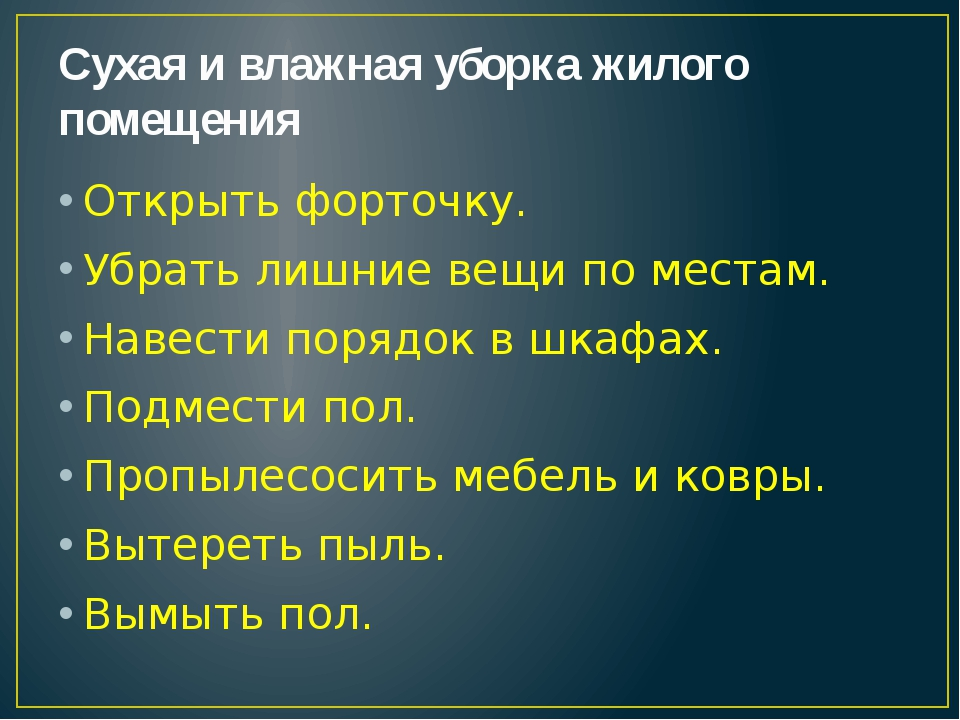 Сухая и влажная уборка жилого
помещения
• Открыть форточку.
• Убрать лишние вещи по местам.
• Навести порядок в шкафах.
• Подмести пол.
• Пропылесосить мебель и ковры.
• Вытереть пыль.
• Вымыть пол.